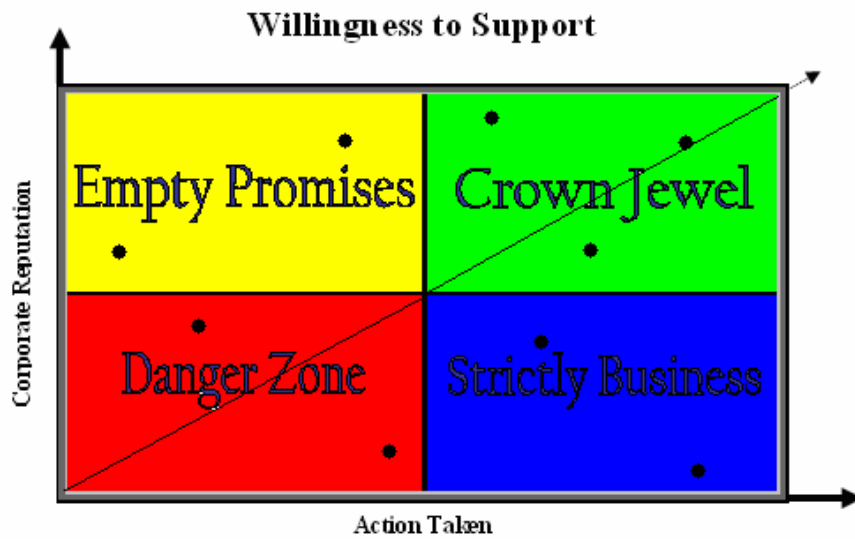 Willingness to Support
Corporate Reputation
Empty Promises
Crown Jewel
Danger Zone
Strictly Business
Action Taken